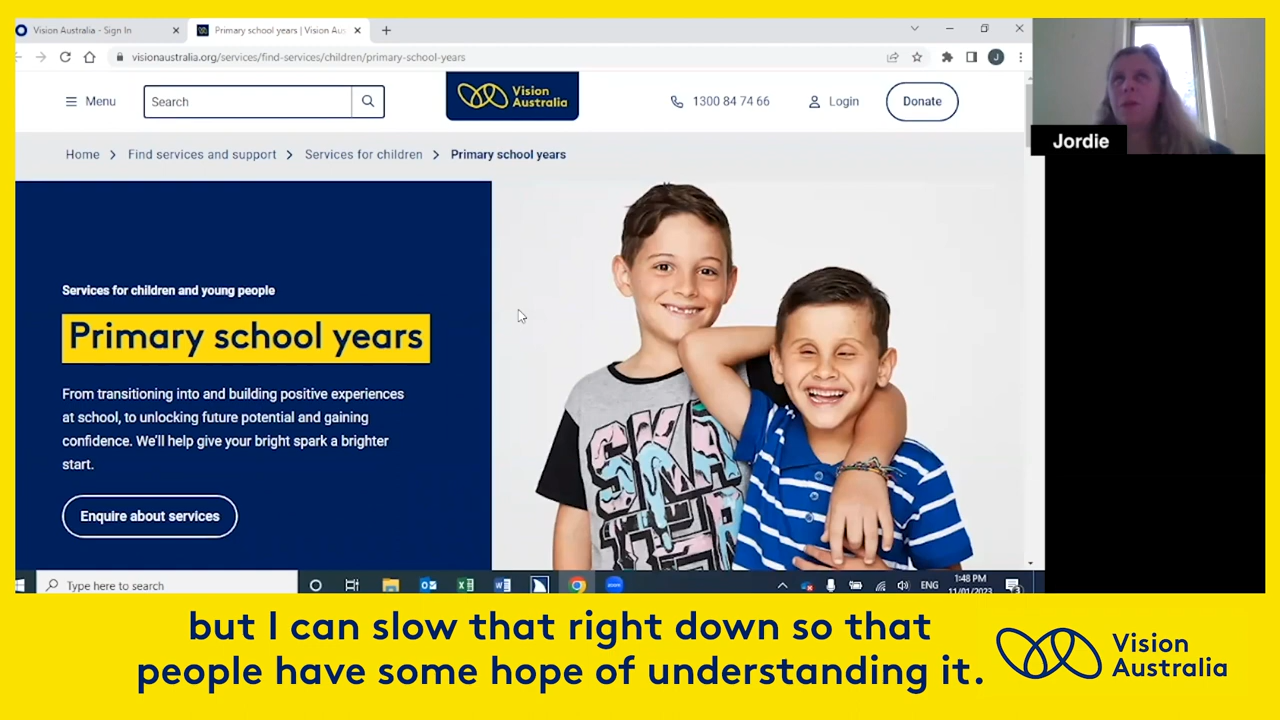 Vision Australia - Sign In
Primary school years | Vision Aus
visionaustralia.org/services/find-services/children/primary-school-years
J
Menu
Search
Vision
Australia
1300 84 74 66
Login
Donate
Home
Find services and support
Services for children
Primary school years
Jordie
Services for children and young people
Primary school years
From transitioning into and building positive experiences
at school, to unlocking future potential and gaining
confidence. We'll help give your bright spark a brighter
start.
Enquire about services
SKA
Type here to search
ENG
1:48 PM
11/01/2023
but I can slow that right down so that
people have some hope of understanding it.
Vision
Australia